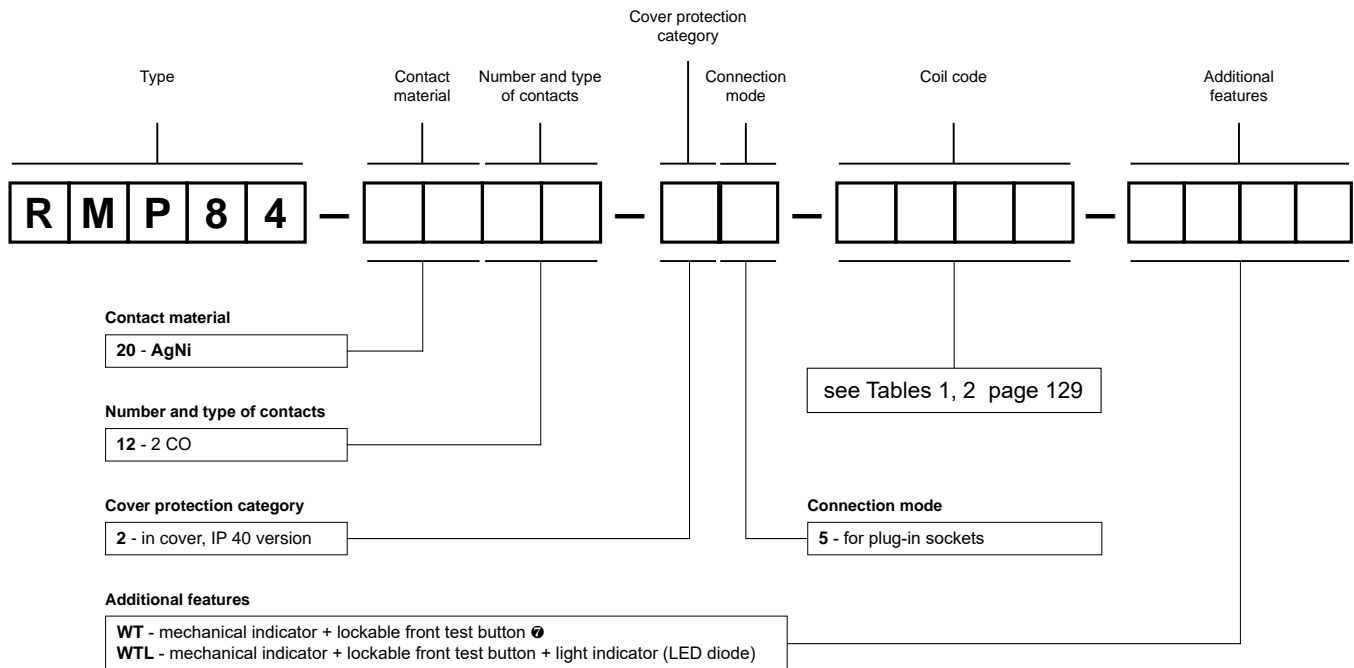 Cover protection
category
Type
Contact
material
Number and type
of contacts
Connection
mode
Coil code
Additional
features
R M P 8 4 – – – –
Contact material
20 - AgNi
see Tables 1, 2 page 129
Number and type of contacts
12 - 2 CO
Cover protection category
2 - in cover, IP 40 version
Connection mode
5 - for plug-in sockets
Additional features
WT - mechanical indicator + lockable front test button ❼
WTL - mechanical indicator + lockable front test button + light indicator (LED diode)